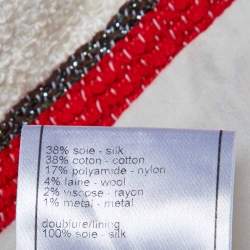 38% soie - silk
38% coton - cotton
17% polyamide - nylon
4% laine - wool
2% viscose - rayon
1% metal - metal
doublure/lining
100% soie - silk